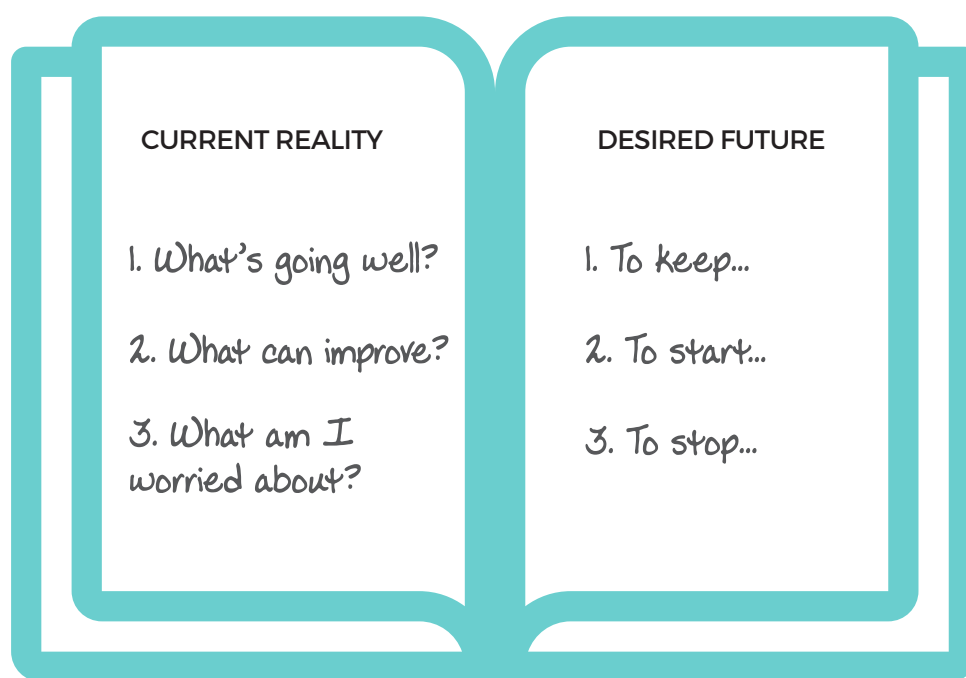 CURRENT REALITY
1. What's going well?
2. What can improve?
3. What am I
worried about?
DESIRED FUTURE
1. To keep...
2. To start...
3. To stop...